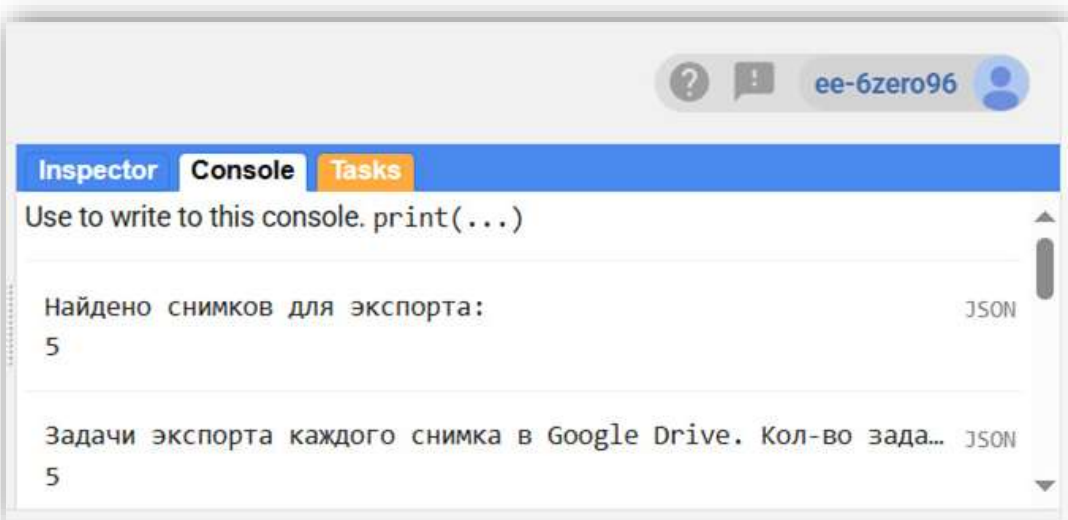 ? ! ee-6zero96
Inspector Console Tasks
Use to write to this console. print(...)
Найдено снимков для экспорта: JSON
5
Задачи экспорта каждого снимка в Google Drive. Кол-во зада… JSON
5